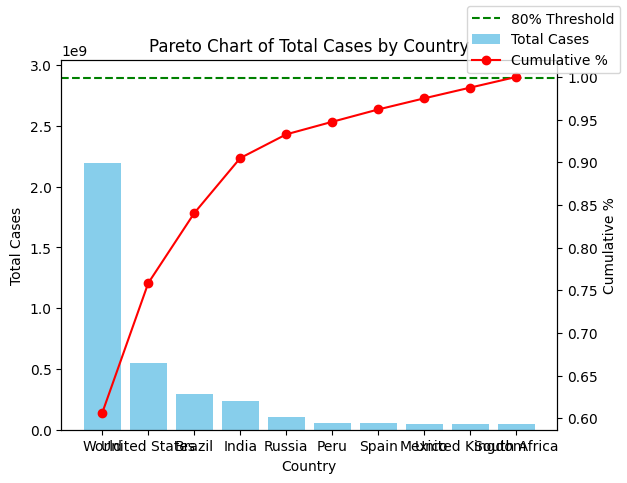 80% Threshold
Total Cases
Cumulative %
Pareto Chart of Total Cases by Country
1e9
3.0
2.5
2.0
1.5
1.0
0.5
0.0
Total Cases
1.00
0.95
0.90
0.85
0.80
0.75
0.70
0.65
0.60
Cumulative %
World United States Brazil India Russia Peru Spain Mexico United Kingdom South Africa
Country